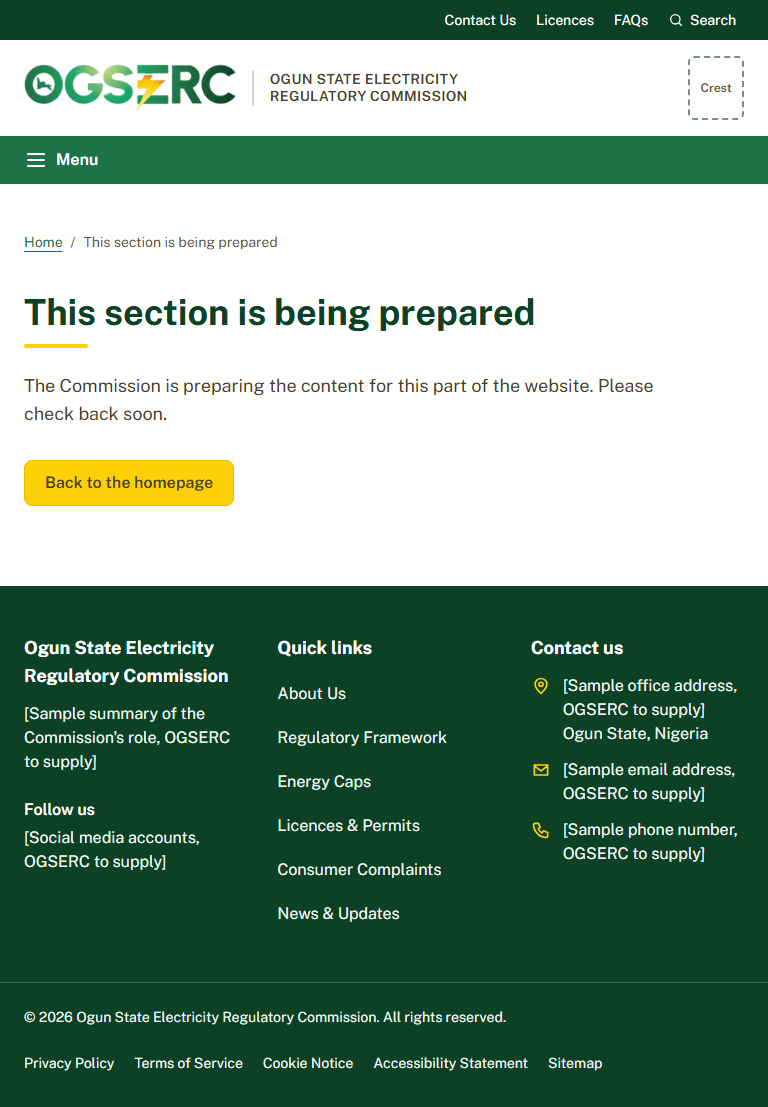 Contact Us Licences FAQs Search
OGSERC
OGUN STATE ELECTRICITY
REGULATORY COMMISSION
Crest
Menu
Home / This section is being prepared
This section is being prepared
The Commission is preparing the content for this part of the website. Please
check back soon.
Back to the homepage
Ogun State Electricity
Regulatory Commission
[Sample summary of the
Commission's role, OGSERC
to supply]
Follow us
[Social media accounts,
OGSERC to supply]
Quick links
About Us
Regulatory Framework
Energy Caps
Licences & Permits
Consumer Complaints
News & Updates
Contact us
[Sample office address,
OGSERC to supply]
Ogun State, Nigeria
[Sample email address,
OGSERC to supply]
[Sample phone number,
OGSERC to supply]
© 2026 Ogun State Electricity Regulatory Commission. All rights reserved.
Privacy Policy Terms of Service Cookie Notice Accessibility Statement Sitemap